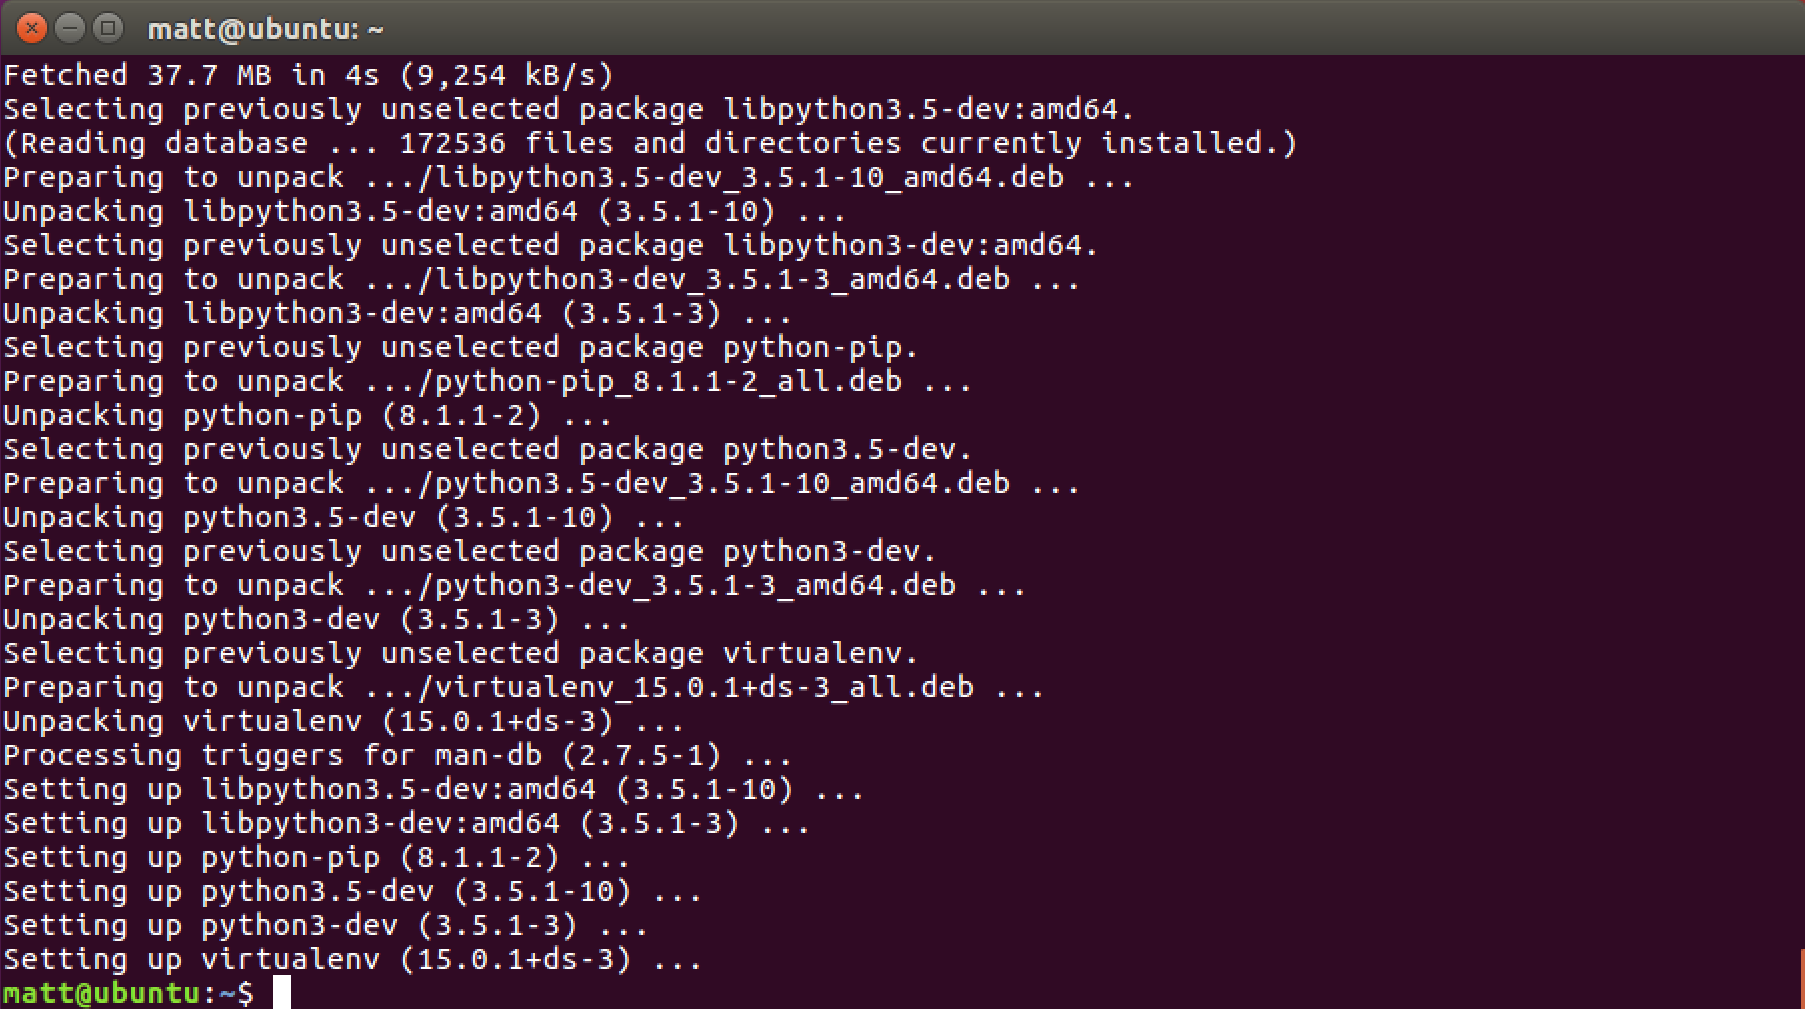 matt@ubuntu: ~
Fetched 37.7 MB in 4s (9,254 kB/s)
Selecting previously unselected package libpython3.5-dev:amd64.
(Reading database ... 172536 files and directories currently installed.)
Preparing to unpack .../libpython3.5-dev_3.5.1-10_amd64.deb ...
Unpacking libpython3.5-dev:amd64 (3.5.1-10) ...
Selecting previously unselected package libpython3-dev:amd64.
Preparing to unpack .../libpython3-dev_3.5.1-3_amd64.deb ...
Unpacking libpython3-dev:amd64 (3.5.1-3) ...
Selecting previously unselected package python-pip.
Preparing to unpack .../python-pip_8.1.1-2_all.deb ...
Unpacking python-pip (8.1.1-2) ...
Selecting previously unselected package python3.5-dev.
Preparing to unpack .../python3.5-dev_3.5.1-10_amd64.deb ...
Unpacking python3.5-dev (3.5.1-10) ...
Selecting previously unselected package python3-dev.
Preparing to unpack .../python3-dev_3.5.1-3_amd64.deb ...
Unpacking python3-dev (3.5.1-3) ...
Selecting previously unselected package virtualenv.
Preparing to unpack .../virtualenv_15.0.1+ds-3_all.deb ...
Unpacking virtualenv (15.0.1+ds-3) ...
Processing triggers for man-db (2.7.5-1) ...
Setting up libpython3.5-dev:amd64 (3.5.1-10) ...
Setting up libpython3-dev:amd64 (3.5.1-3) ...
Setting up python-pip (8.1.1-2) ...
Setting up python3.5-dev (3.5.1-10) ...
Setting up python3-dev (3.5.1-3) ...
Setting up virtualenv (15.0.1+ds-3) ...
matt@ubuntu:~$